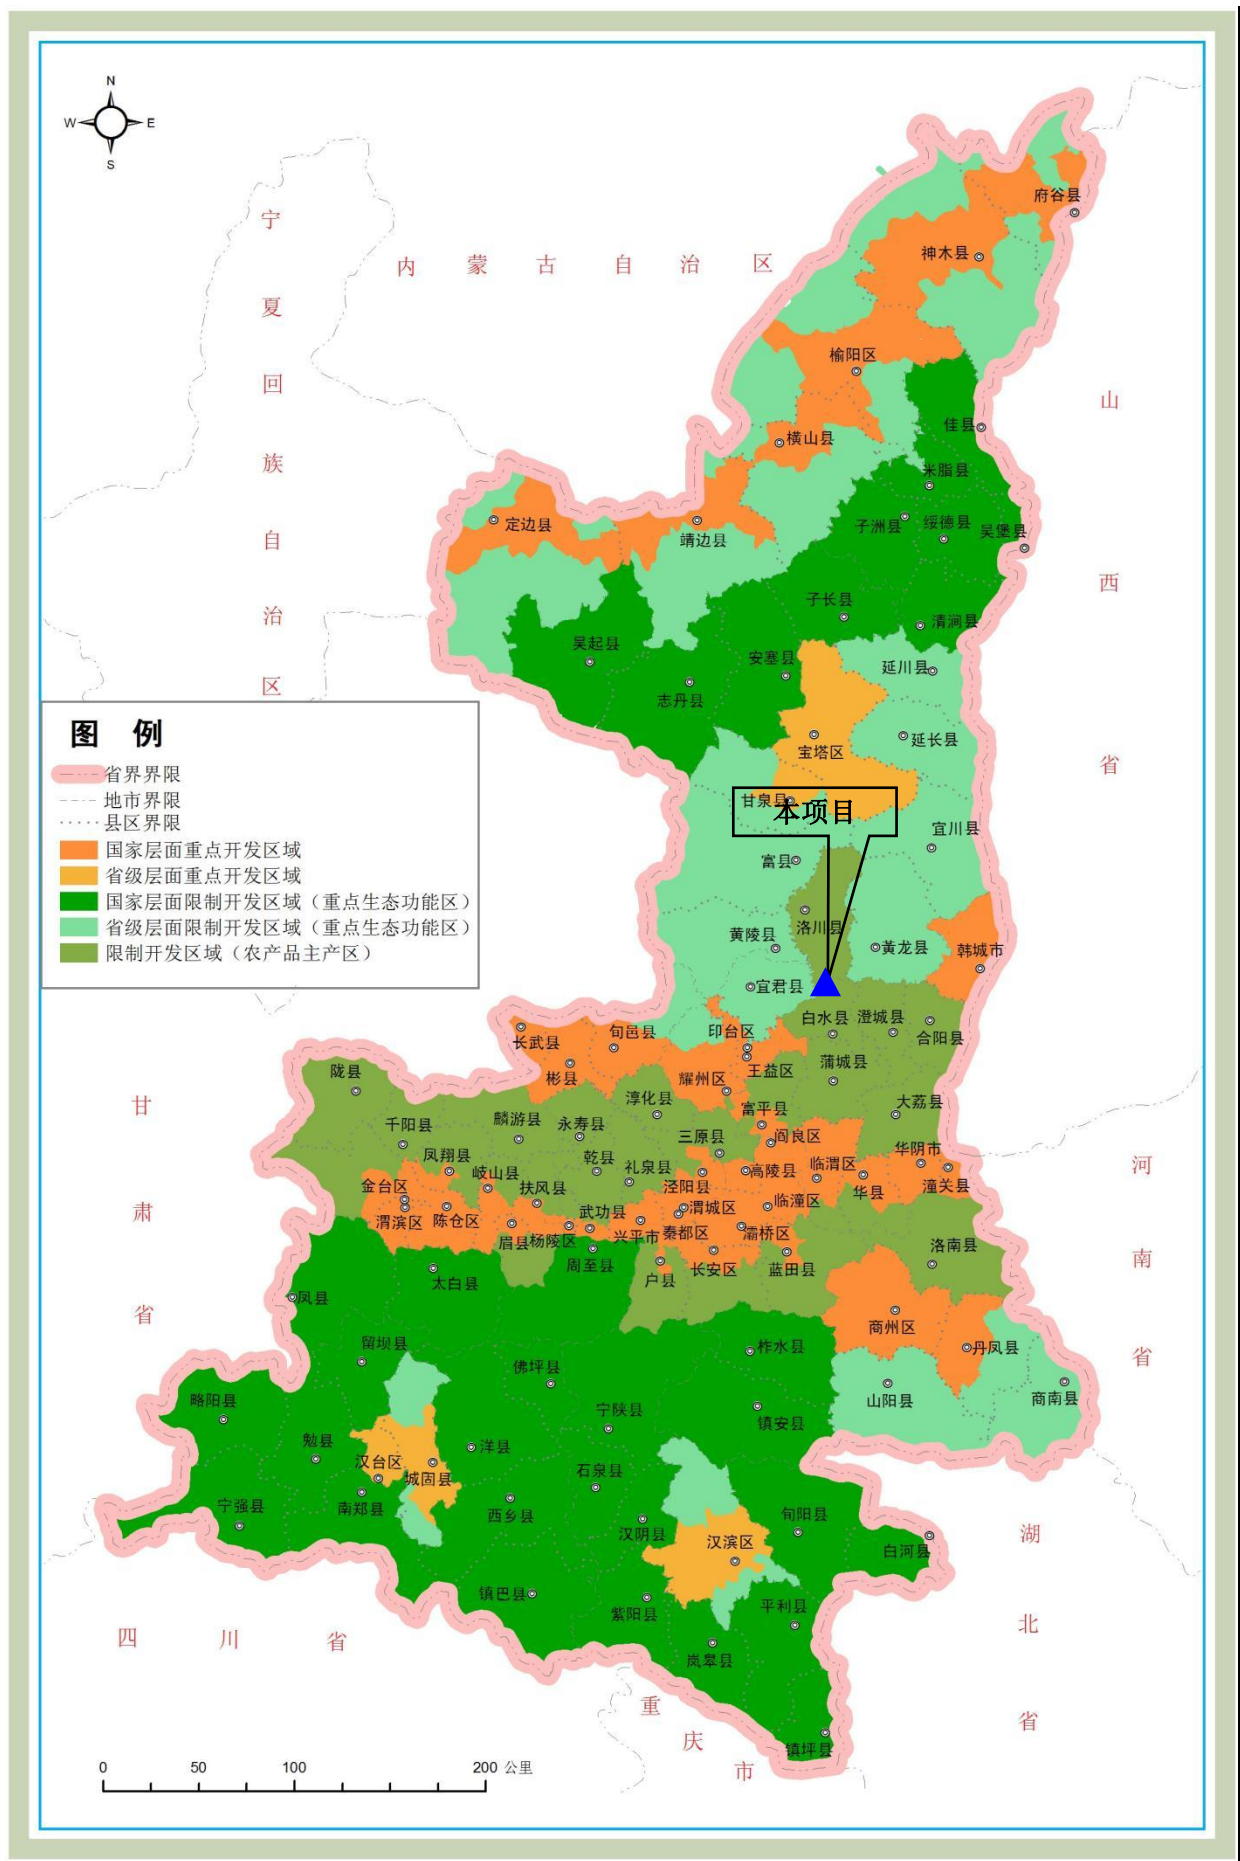 N
W E
S
宁夏回族自治区
内蒙古自治区
山西省
府谷县
神木县
榆阳区
佳县
横山县
米脂县
定边县
靖边县
子洲县
绥德县
吴堡县
子长县
清涧县
吴起县
安塞县
延川县
志丹县
宝塔区
延长县
甘泉县
本项目
宜川县
富县
洛川县
黄陵县
黄龙县
韩城市
宜君县
图 例
省界界限
地市界限
县区界限
国家层面重点开发区域
省级层面重点开发区域
国家层面限制开发区域（重点生态功能区）
省级层面限制开发区域（重点生态功能区）
限制开发区域（农产品主产区）
白水县
澄城县
合阳县
长武县
旬邑县
印台区
彬县
耀州区
王益区
蒲城县
陇县
淳化县
富平县
大荔县
千阳县
麟游县
永寿县
三原县
阎良区
凤翔县
乾县
礼泉县
高陵县
临渭区
华阴市
金台区
岐山县
扶风县
泾阳县
华县
潼关县
渭滨区
陈仓区
武功县
渭城区
临潼区
眉县
杨陵区
兴平市
秦都区
灞桥区
洛南县
太白县
周至县
户县
长安区
蓝田县
凤县
商州区
留坝县
柞水县
丹凤县
佛坪县
略阳县
山阳县
商南县
宁陕县
镇安县
勉县
汉台区
洋县
城固县
石泉县
宁强县
南郑县
西乡县
汉阴县
旬阳县
汉滨区
白河县
镇巴县
紫阳县
平利县
岚皋县
镇坪县
甘肃省
河南省
湖北省
四川省
重庆市
0 50 100 200 公里